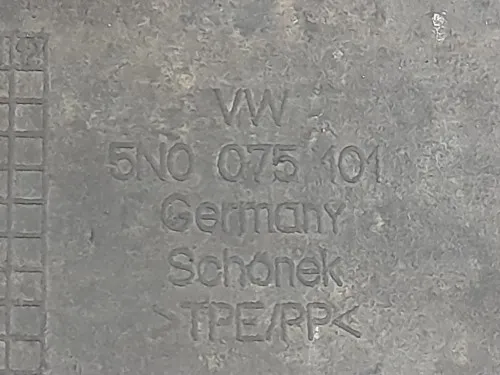 VW
5N0 075 101
Germany
Schönek
>TPE/PP<